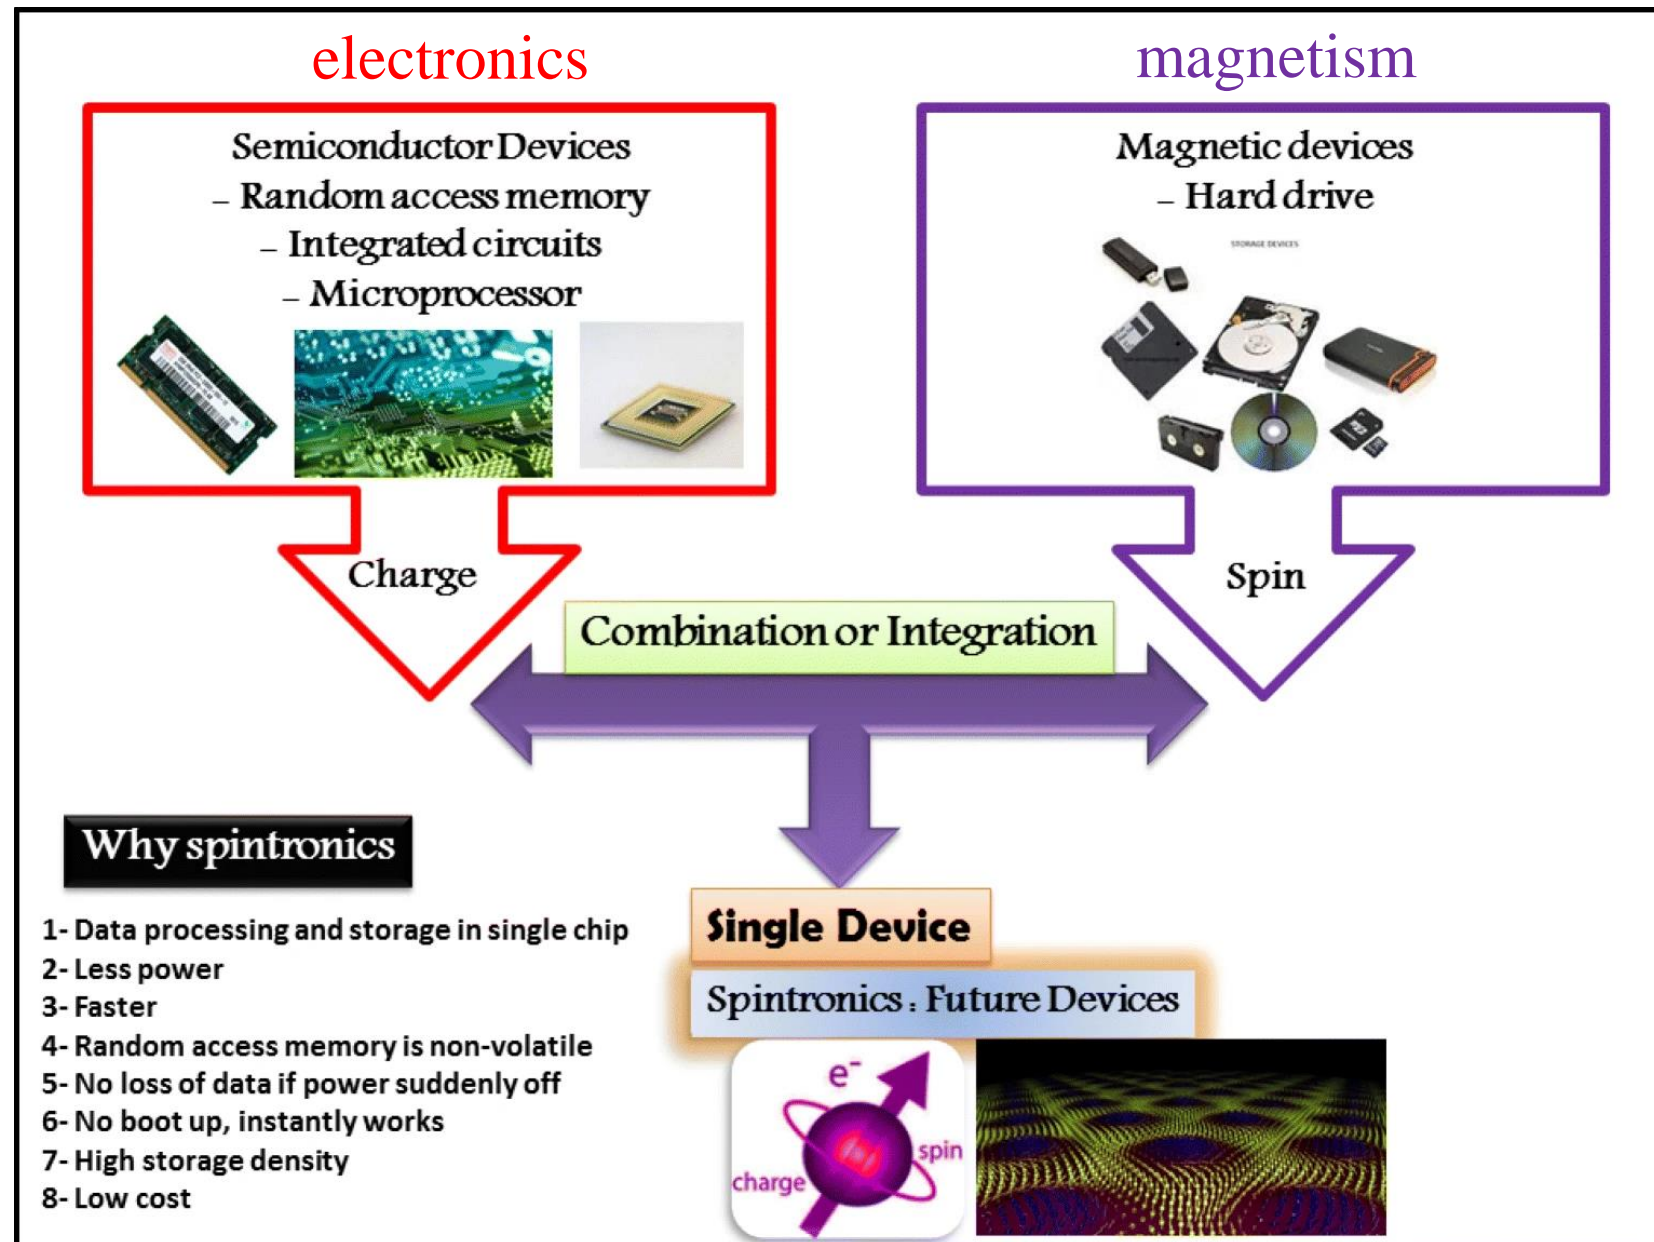 electronics
magnetism
Semiconductor Devices
– Random access memory
– Integrated circuits
– Microprocessor
Magnetic devices
– Hard drive
STORAGE DEVICES
Charge
Spin
Combination or Integration
Why spintronics
1- Data processing and storage in single chip
2- Less power
3- Faster
4- Random access memory is non-volatile
5- No loss of data if power suddenly off
6- No boot up, instantly works
7- High storage density
8- Low cost
Single Device
Spintronics : Future Devices
e-
spin
charge